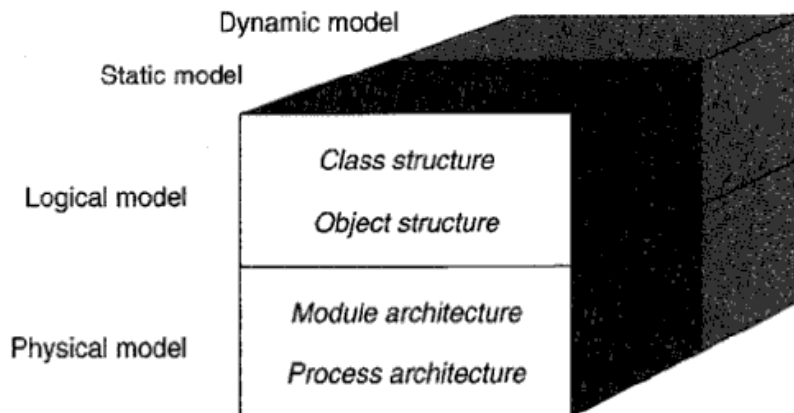 Dynamic model
Static model
Class structure
Logical model
Object structure
Module architecture
Physical model
Process architecture